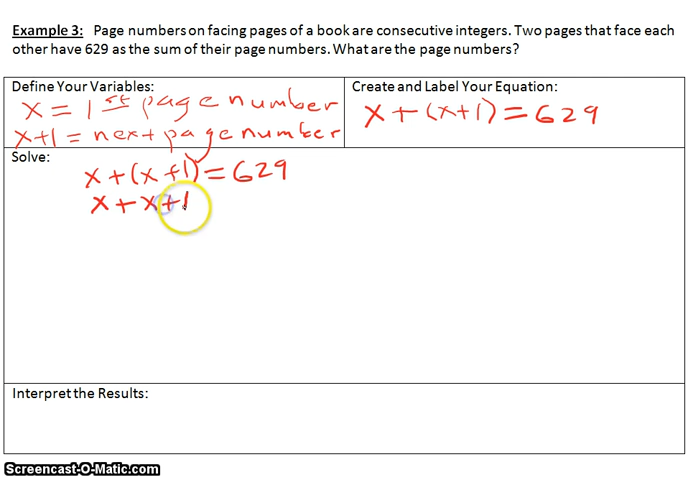 Example 3: Page numbers on facing pages of a book are consecutive integers. Two pages that face each
other have 629 as the sum of their page numbers. What are the page numbers?
Define Your Variables:
x = 1st page number
x+1 = next page number
Create and Label Your Equation:
x + (x+1) = 629
Solve:
x + (x+1) = 629
x + x+1
Interpret the Results:
Screencast-O-Matic.com